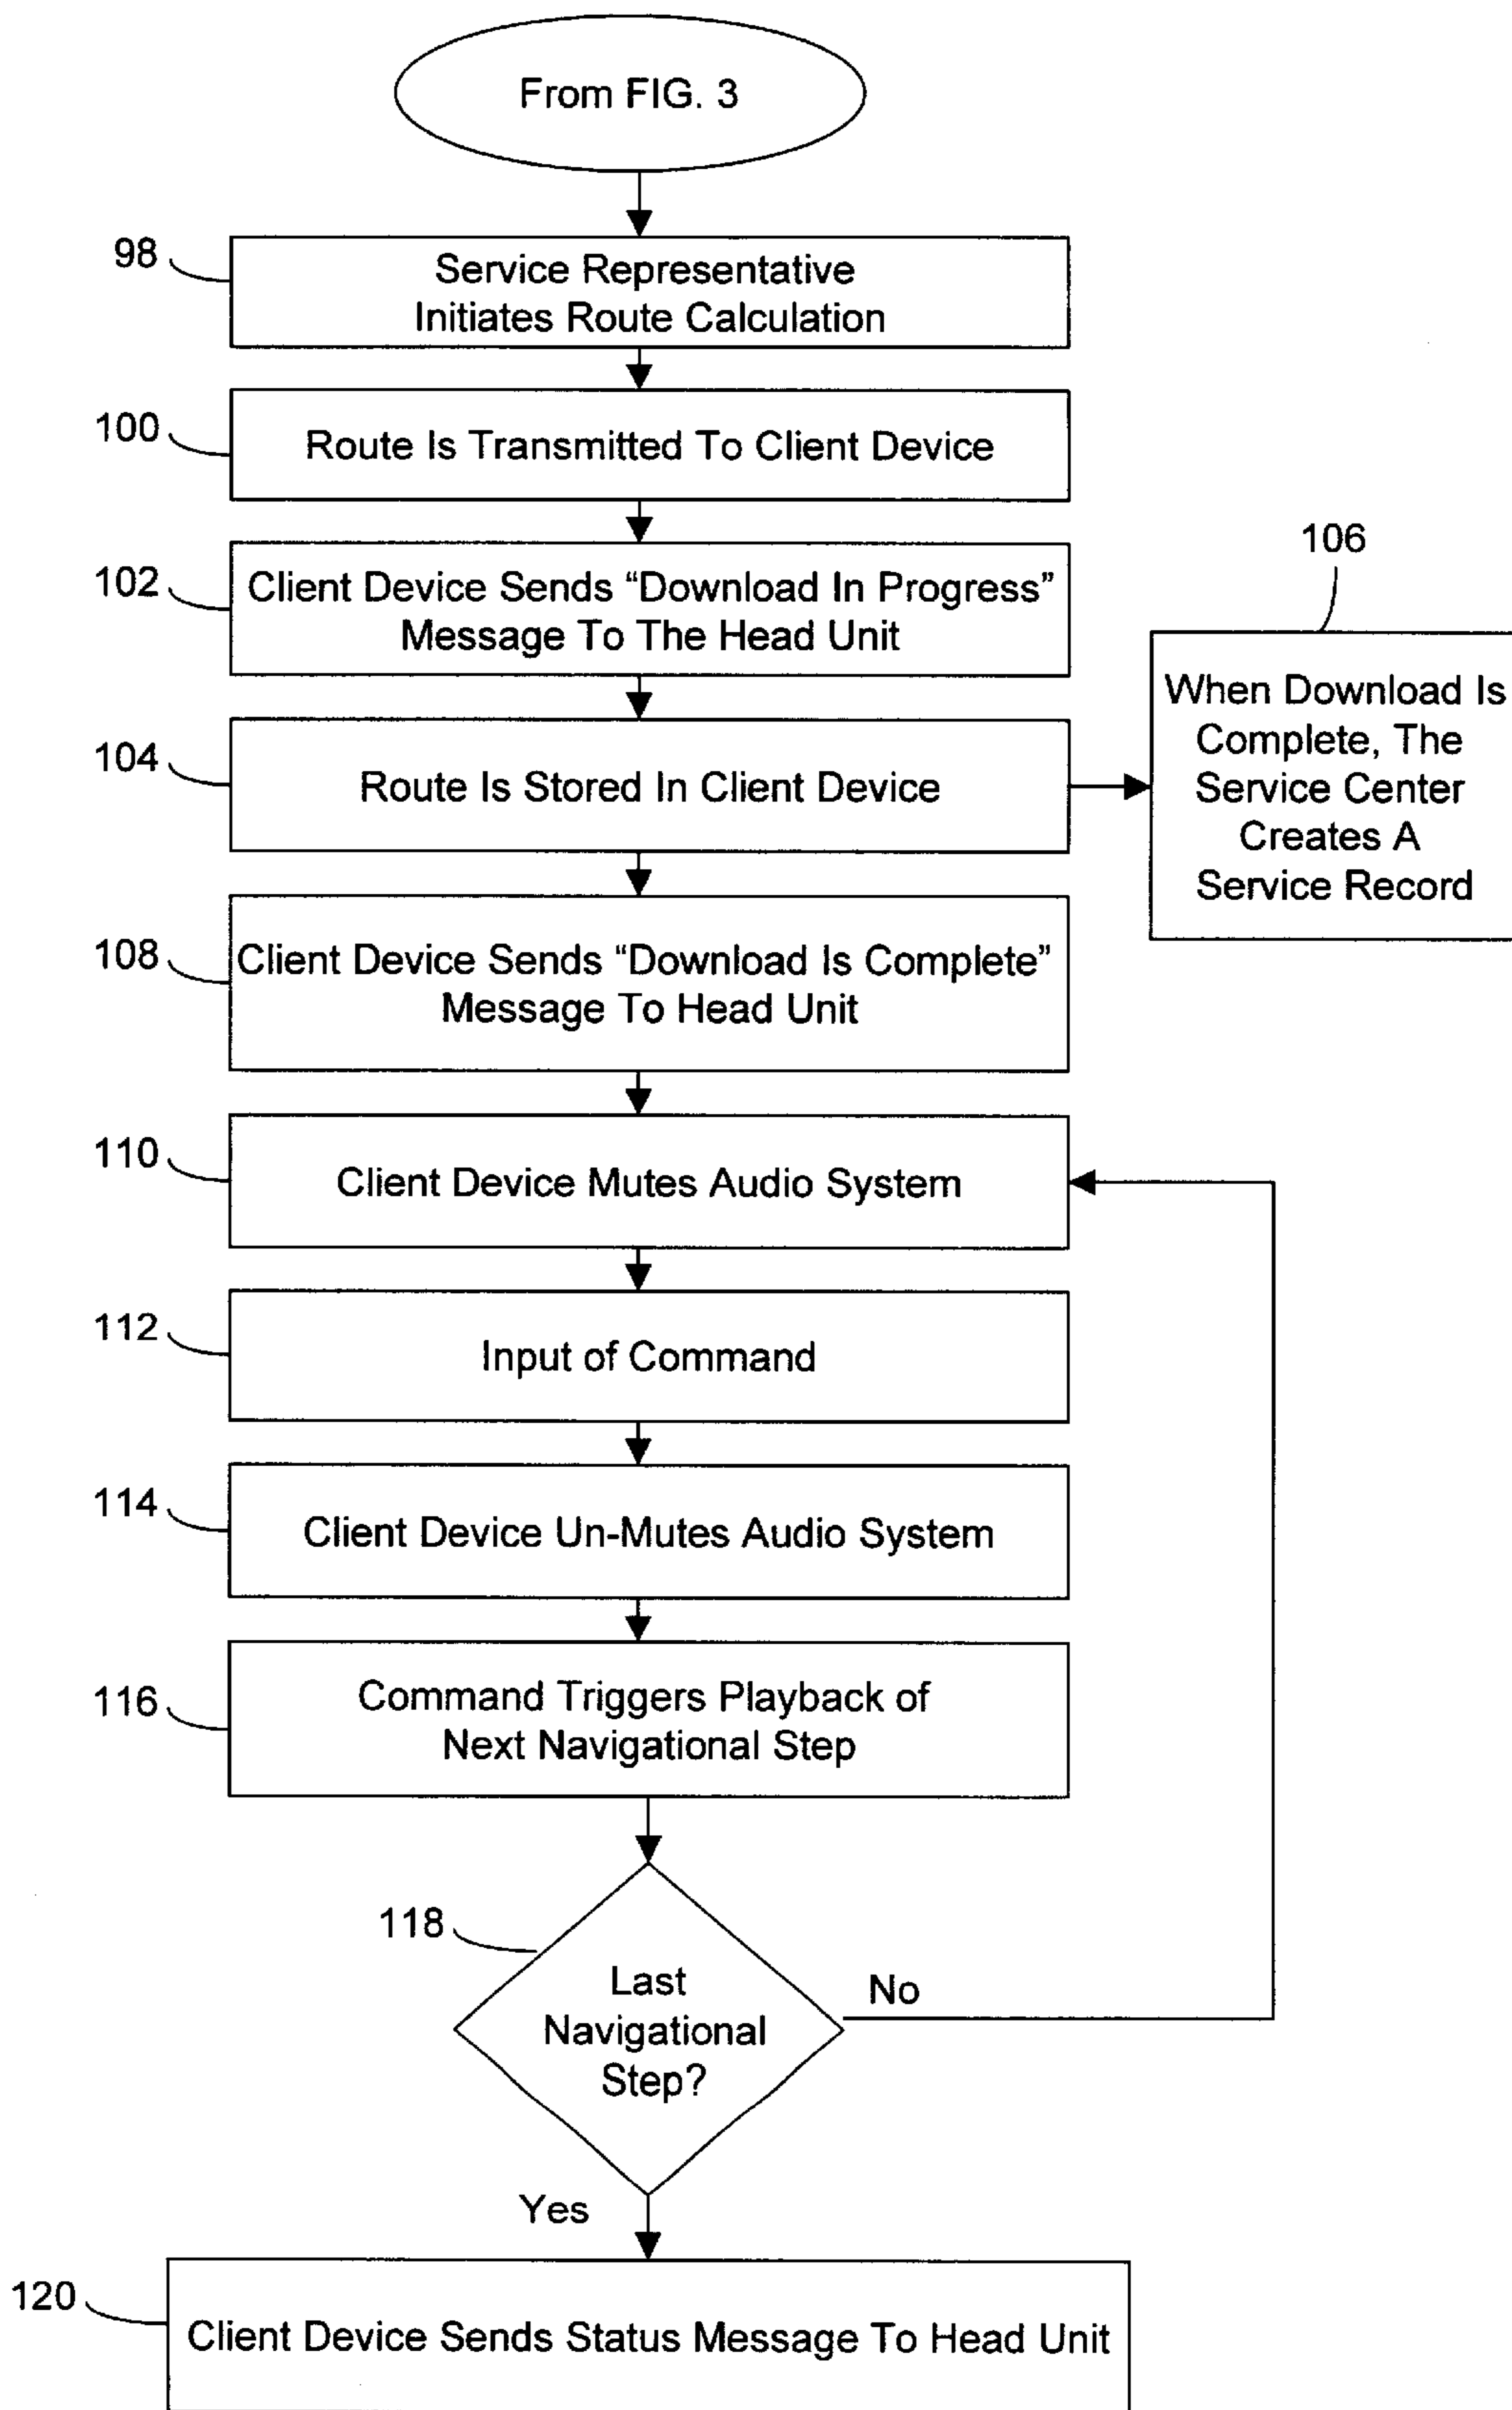 From FIG. 3
98
Service Representative
Initiates Route Calculation
100
Route Is Transmitted To Client Device
102
Client Device Sends “Download In Progress”
Message To The Head Unit
104
Route Is Stored In Client Device
106
When Download Is
Complete, The
Service Center
Creates A
Service Record
108
Client Device Sends “Download Is Complete”
Message To Head Unit
110
Client Device Mutes Audio System
112
Input of Command
114
Client Device Un-Mutes Audio System
116
Command Triggers Playback of
Next Navigational Step
118
Last
Navigational
Step?
No
Yes
120
Client Device Sends Status Message To Head Unit